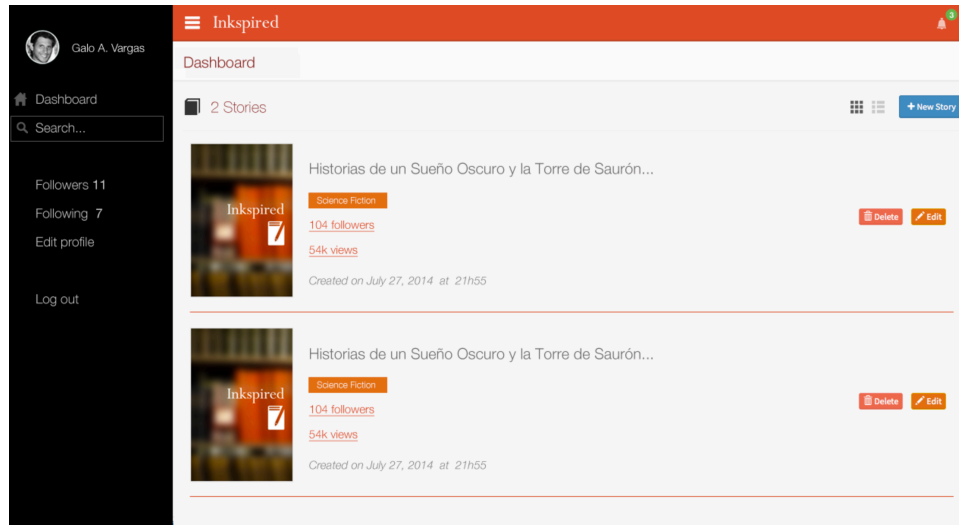 Galo A. Vargas
Dashboard
Search...
Followers 11
Following 7
Edit profile
Log out
Inkspired
3
Dashboard
2 Stories
New Story
Inkspired
Historias de un Sueño Oscuro y la Torre de Saurón...
Science Fiction
104 followers
54k views
Created on July 27, 2014 at 21h55
Delete
Edit
Inkspired
Historias de un Sueño Oscuro y la Torre de Saurón...
Science Fiction
104 followers
54k views
Created on July 27, 2014 at 21h55
Delete
Edit